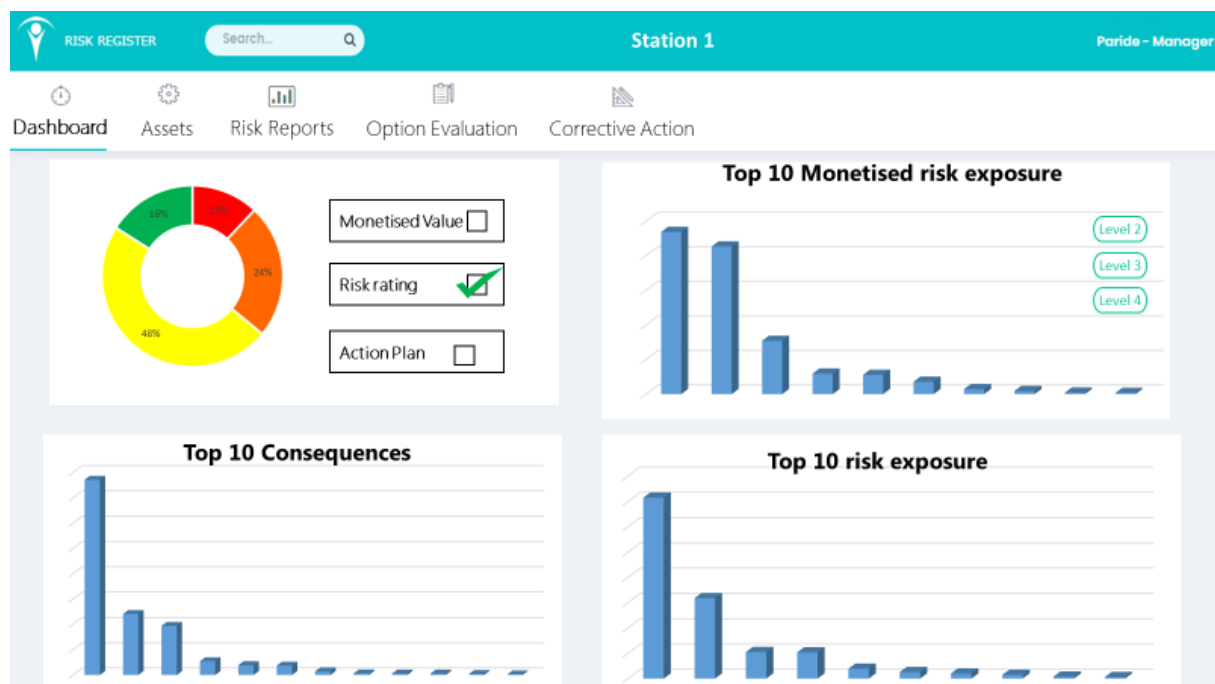 RISK REGISTER
Search...
Station 1
Paride - Manager
Dashboard
Assets
Risk Reports
Option Evaluation
Corrective Action
16%
12%
24%
48%
Monetised Value
Risk rating
Action Plan
Top 10 Monetised risk exposure
Level 2
Level 3
Level 4
Top 10 Consequences
Top 10 risk exposure